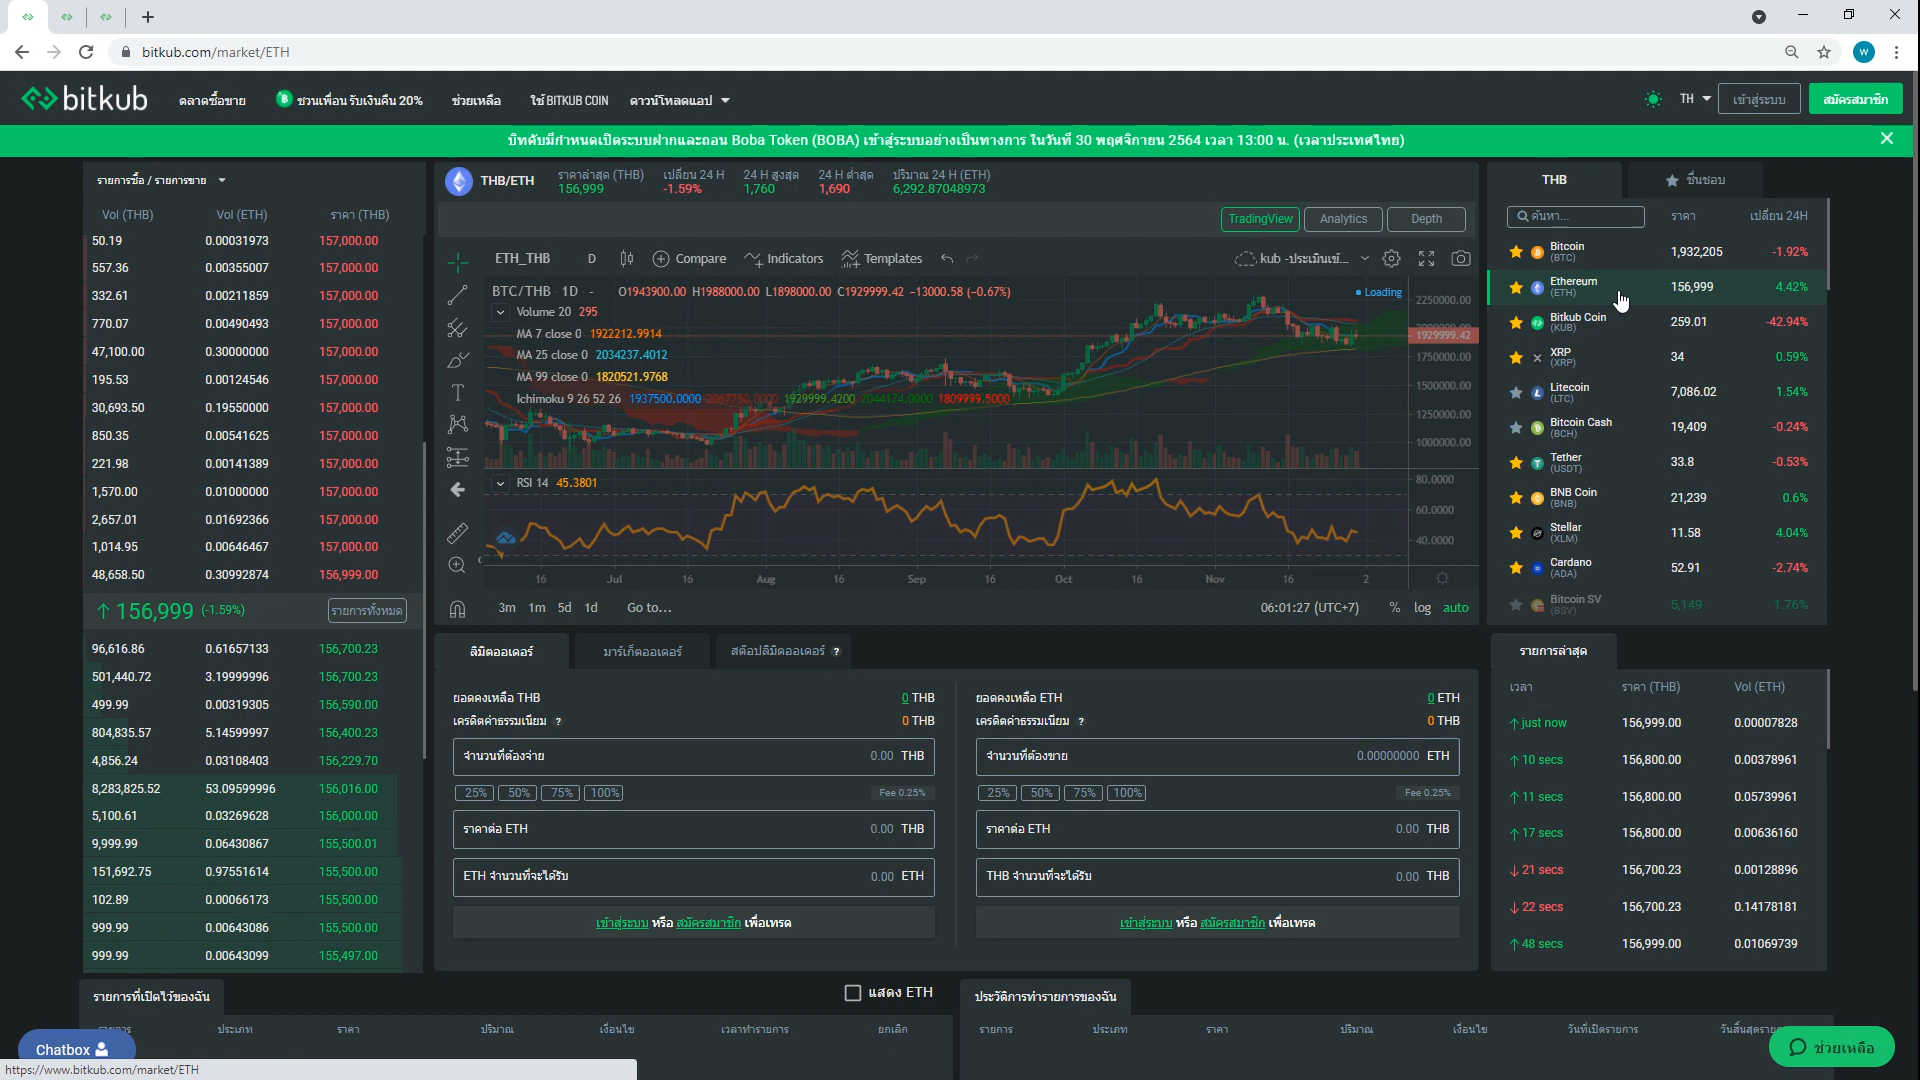 bitkub.com/market/ETH
W
bitkub
ตลาดซื้อขาย
ชวนเพื่อน รับเงินคืน 20%
ช่วยเหลือ
ใช้ BITKUB COIN
ดาวน์โหลดแอป
TH
เข้าสู่ระบบ
สมัครสมาชิก
บิทคับมีกำหนดเปิดระบบฝากและถอน Boba Token (BOBA) เข้าสู่ระบบอย่างเป็นทางการ ในวันที่ 30 พฤศจิกายน 2564 เวลา 13:00 น. (เวลาประเทศไทย)
รายการซื้อ / รายการขาย
Vol (THB) Vol (ETH) ราคา (THB)
50.19 0.00031973 157,000.00
557.36 0.00355007 157,000.00
332.61 0.00211859 157,000.00
770.07 0.00490493 157,000.00
47,100.00 0.30000000 157,000.00
195.53 0.00124546 157,000.00
30,693.50 0.19550000 157,000.00
850.35 0.00541625 157,000.00
221.98 0.00141389 157,000.00
1,570.00 0.01000000 157,000.00
2,657.01 0.01692366 157,000.00
1,014.95 0.00646467 157,000.00
48,658.50 0.30992874 156,999.00
156,999 (-1.59%) รายการทั้งหมด
96,616.86 0.61657133 156,700.23
501,440.72 3.19999996 156,700.23
499.99 0.00319305 156,590.00
804,835.57 5.14599997 156,400.23
4,856.24 0.03108403 156,229.70
8,283,825.52 53.09599996 156,016.00
5,100.61 0.03269628 156,000.00
9,999.99 0.06430867 155,500.01
151,692.75 0.97551614 155,500.00
102.89 0.00066173 155,500.00
999.99 0.00643086 155,500.00
999.99 0.00643099 155,497.00
THB/ETH
ราคาล่าสุด (THB) เปลี่ยน 24 H 24 H สูงสุด 24 H ต่ำสุด ปริมาณ 24 H (ETH)
156,999 -1.59% 1,760 1,690 6,292.87048973
TradingView Analytics Depth
ETH_THB D Compare Indicators Templates kub -ประเมินเข้...
BTC/THB · 1D · - O1943900.00 H1988000.00 L1898000.00 C1929999.42 −13000.58 (−0.67%)
Loading
Volume 20 295
MA 7 close 0 1922212.9914
MA 25 close 0 2034237.4012
MA 99 close 0 1820521.9768
Ichimoku 9 26 52 26 1937500.0000 2067750.0000 1929999.4200 2044174.0000 1809999.5000
2250000.00
1929999.42
1750000.00
1500000.00
1250000.00
1000000.00
RSI 14 45.3801
80.0000
60.0000
40.0000
16 Jul 16 Aug 16 Sep 16 Oct 16 Nov 16 2
3m 1m 5d 1d Go to... 06:01:27 (UTC+7) % log auto
THB ชื่นชอบ
ค้นหา... ราคา เปลี่ยน 24H
Bitcoin (BTC) 1,932,205 -1.92%
Ethereum (ETH) 156,999 4.42%
Bitkub Coin (KUB) 259.01 -42.94%
XRP (XRP) 34 0.59%
Litecoin (LTC) 7,086.02 1.54%
Bitcoin Cash (BCH) 19,409 -0.24%
Tether (USDT) 33.8 -0.53%
BNB Coin (BNB) 21,239 0.6%
Stellar (XLM) 11.58 4.04%
Cardano (ADA) 52.91 -2.74%
Bitcoin SV (BSV) 5,149 1.76%
ลิมิตออเดอร์ มาร์เก็ตออเดอร์ สต๊อปลิมิตออเดอร์ ?
ยอดคงเหลือ THB 0 THB
เครดิตค่าธรรมเนียม ? 0 THB
จำนวนที่ต้องจ่าย 0.00 THB
25% 50% 75% 100% Fee 0.25%
ราคาต่อ ETH 0.00 THB
ETH จำนวนที่จะได้รับ 0.00 ETH
เข้าสู่ระบบ หรือ สมัครสมาชิก เพื่อเทรด
ยอดคงเหลือ ETH 0 ETH
เครดิตค่าธรรมเนียม ? 0 THB
จำนวนที่ต้องขาย 0.00000000 ETH
25% 50% 75% 100% Fee 0.25%
ราคาต่อ ETH 0.00 THB
THB จำนวนที่จะได้รับ 0.00 THB
เข้าสู่ระบบ หรือ สมัครสมาชิก เพื่อเทรด
รายการล่าสุด
เวลา ราคา (THB) Vol (ETH)
just now 156,999.00 0.00007828
10 secs 156,800.00 0.00378961
11 secs 156,800.00 0.05739961
17 secs 156,800.00 0.00636160
21 secs 156,700.23 0.00128896
22 secs 156,700.23 0.14178181
48 secs 156,999.00 0.01069739
รายการที่เปิดไว้ของฉัน แสดง ETH
ประเภท ราคา ปริมาณ เงื่อนไข เวลาทำรายการ ยกเลิก
ประวัติการทำรายการของฉัน
รายการ ประเภท ราคา ปริมาณ เงื่อนไข วันที่เปิดรายการ
Chatbox
ช่วยเหลือ
https://www.bitkub.com/market/ETH